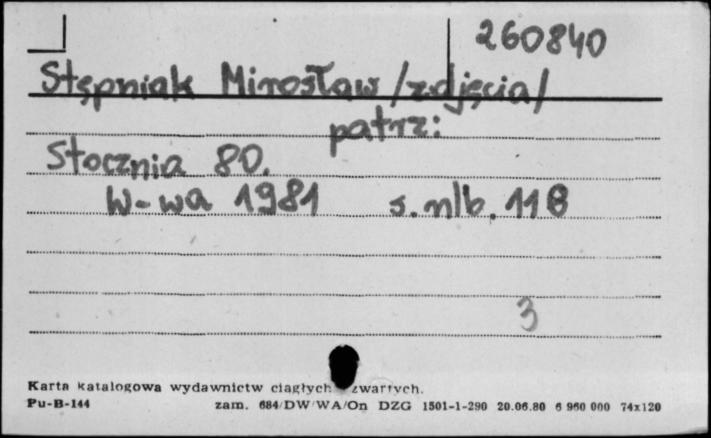 260840
Stępniak Mirosław /zdjęcia/
patrz:
Stocznia 80.
W-wa 1981 s. nlb. 118
3
Karta katalogowa wydawnictw ciągłych zwartych.
Pu-B-144 zam. 684/DW/WA/On DZG 1501-1-290 20.06.80 6 960 000 74x120